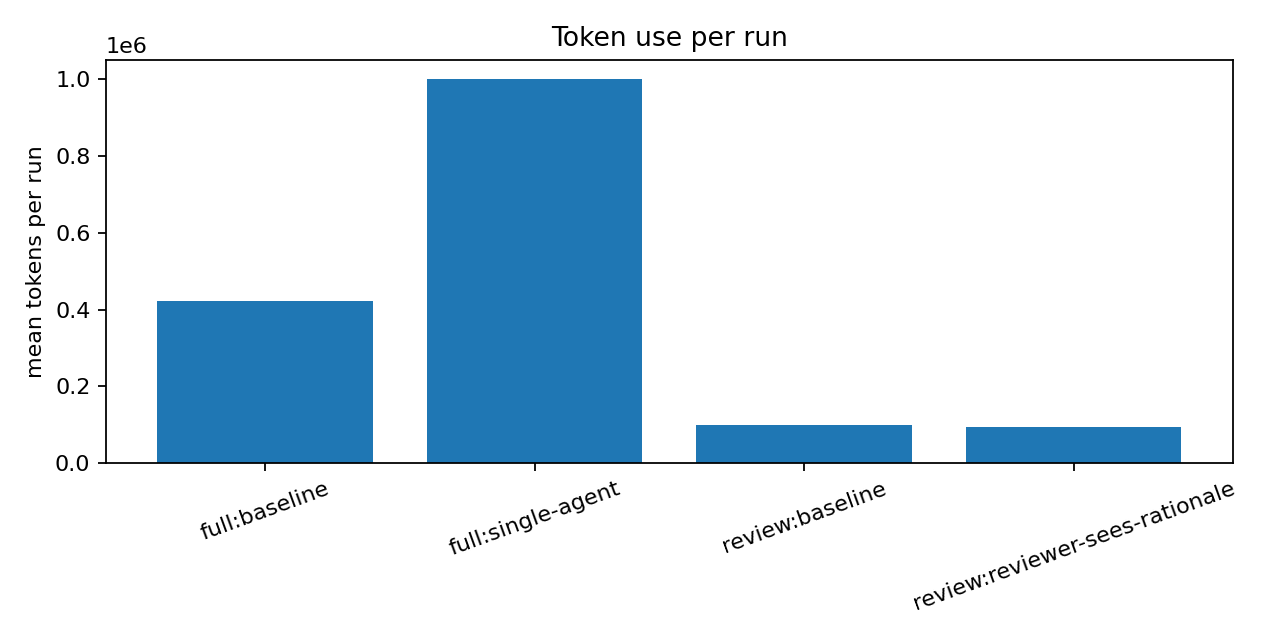 Token use per run
1e6
mean tokens per run
1.0
0.8
0.6
0.4
0.2
0.0
full:baseline
full:single-agent
review:baseline
review:reviewer-sees-rationale